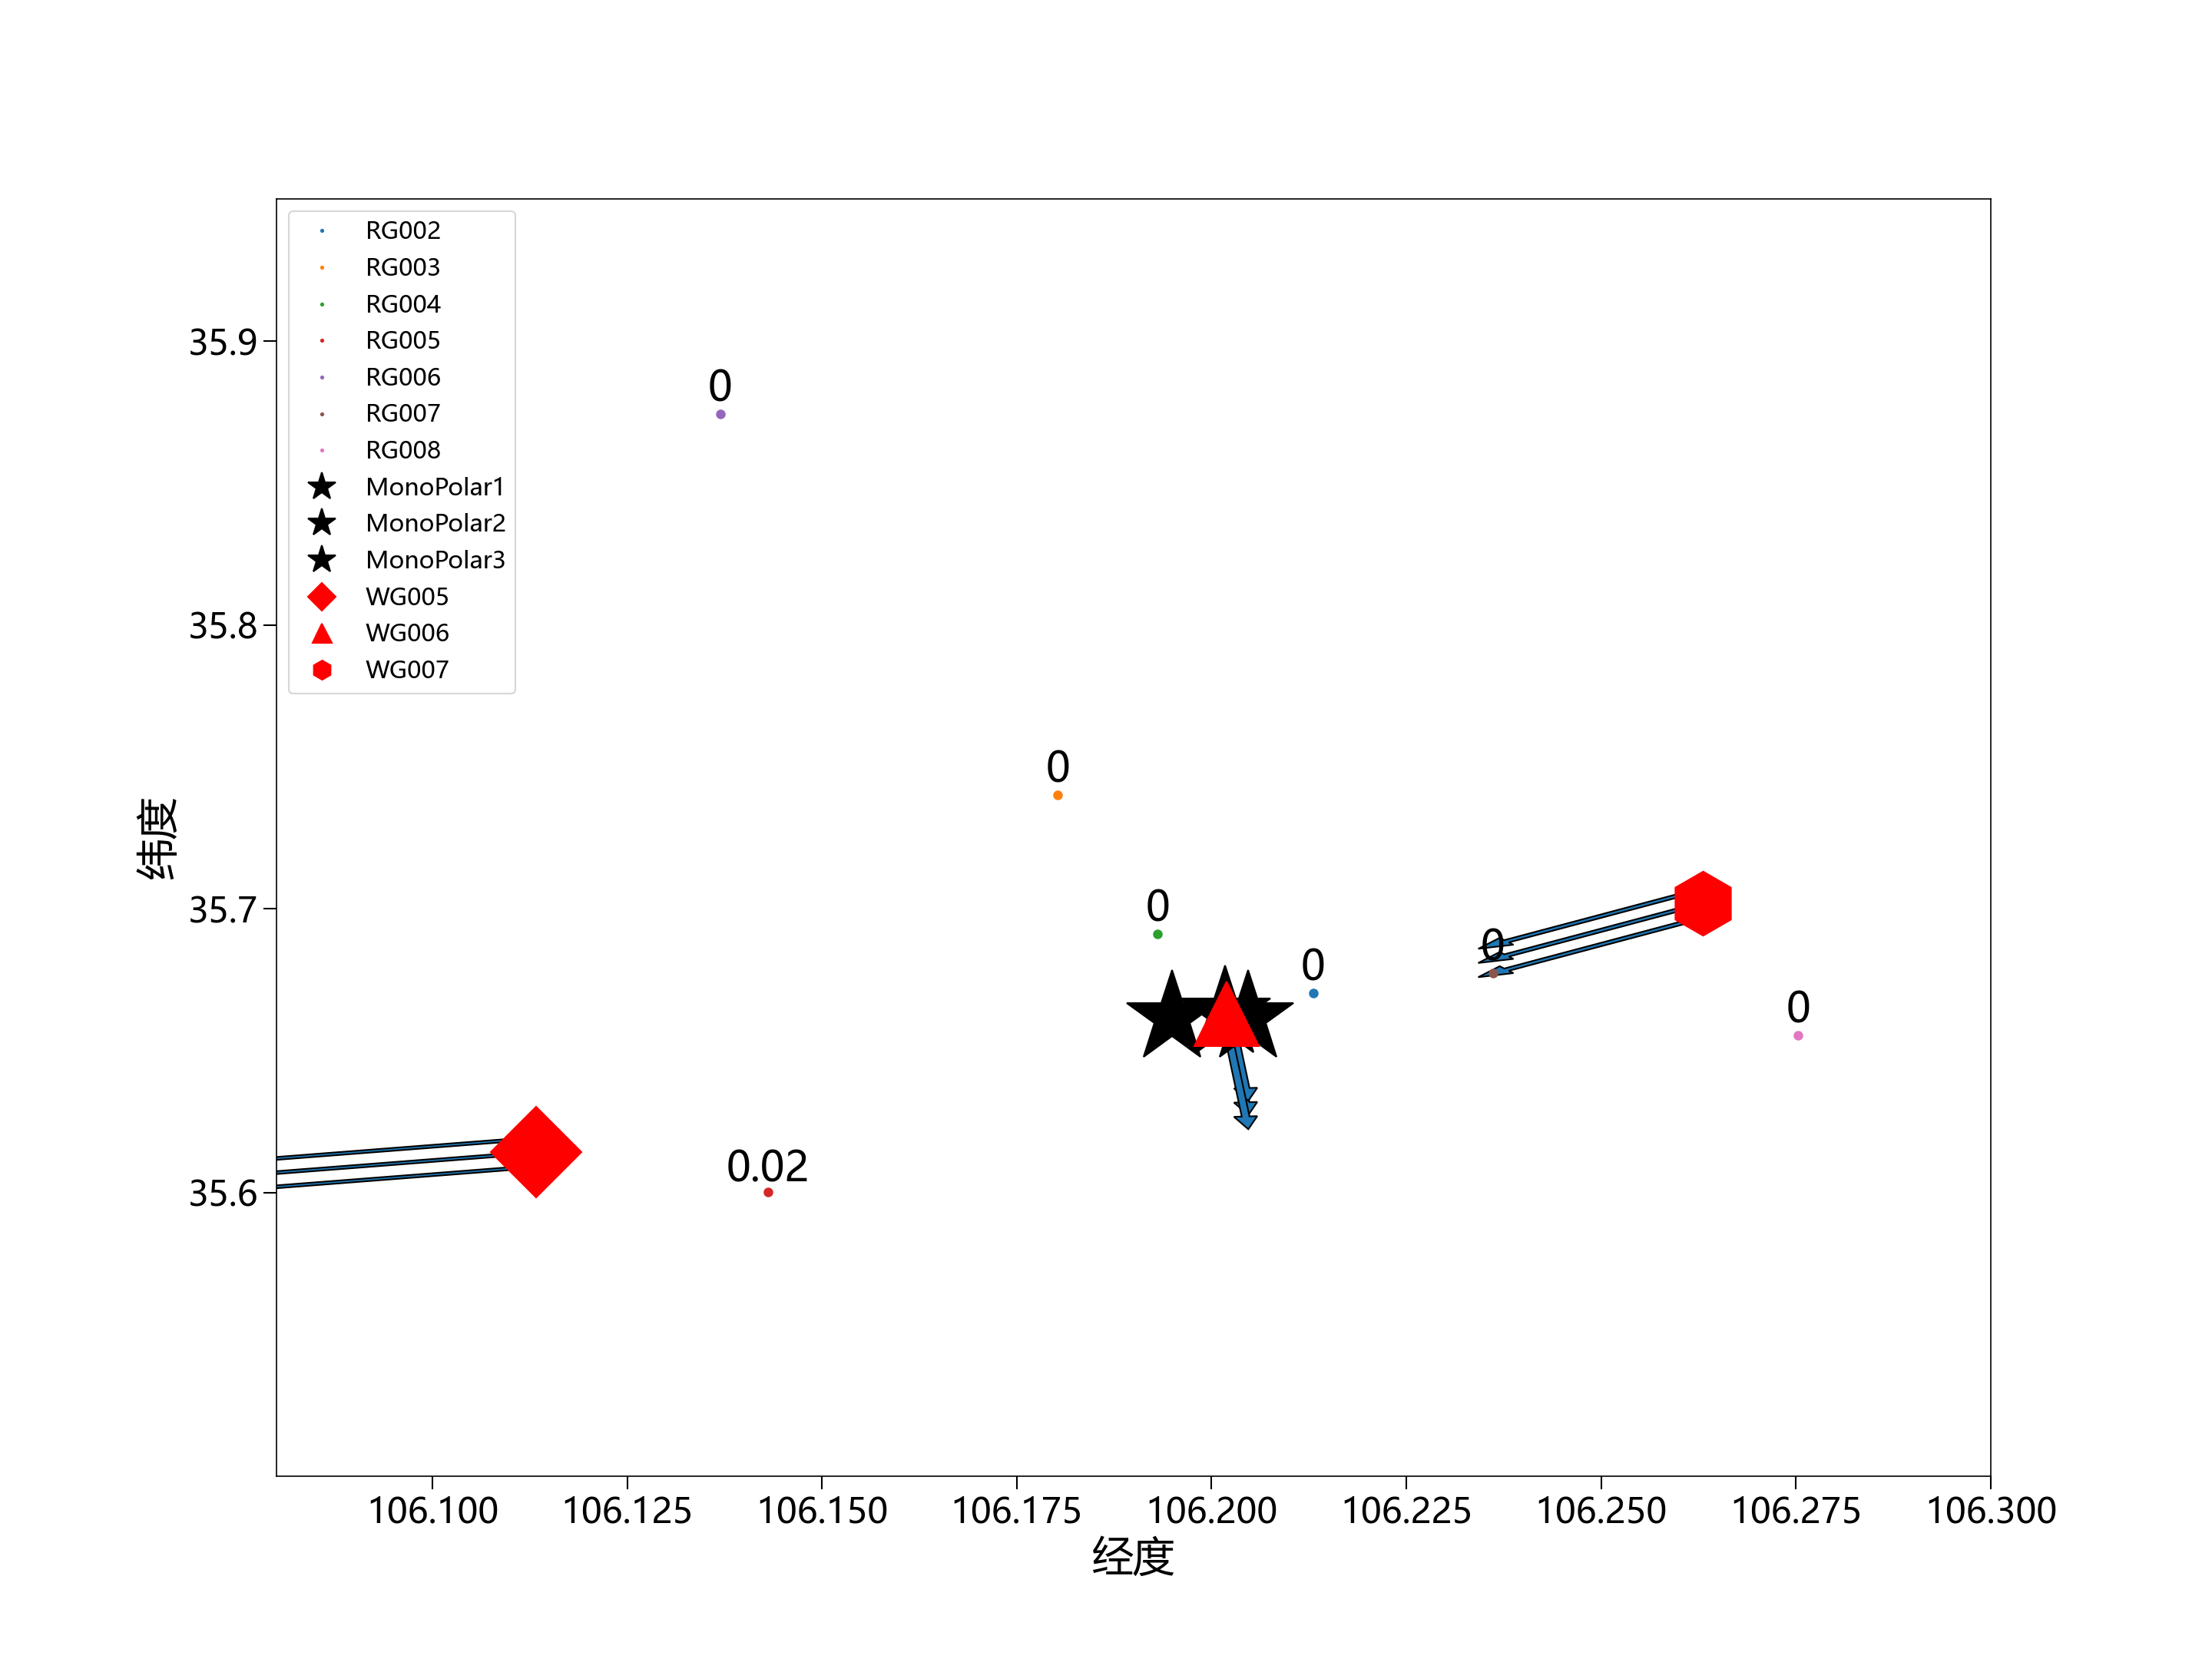 RG002
RG003
RG004
RG005
RG006
RG007
RG008
MonoPolar1
MonoPolar2
MonoPolar3
WG005
WG006
WG007
35.9
35.8
35.7
35.6
纬度
0
0
0
0
0
0
0.02
106.100
106.125
106.150
106.175
106.200
106.225
106.250
106.275
106.300
经度